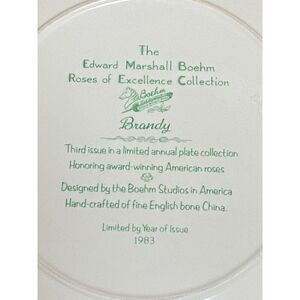 The
Edward Marshall Boehm
Roses of Excellence Collection
Boehm
Brandy
Third issue in a limited annual plate collection
Honoring award-winning American roses
Designed by the Boehm Studios in America
Hand-crafted of fine English bone China.
Limited by Year of Issue
1983